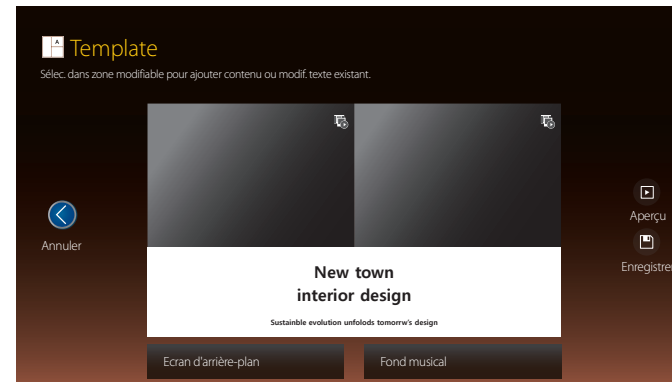 Template
Sélec. dans zone modifiable pour ajouter contenu ou modif. texte existant.
Annuler
New town
interior design
Sustainble evolution unfolods tomorrw's design
Aperçu
Enregistrer
Ecran d'arrière-plan
Fond musical